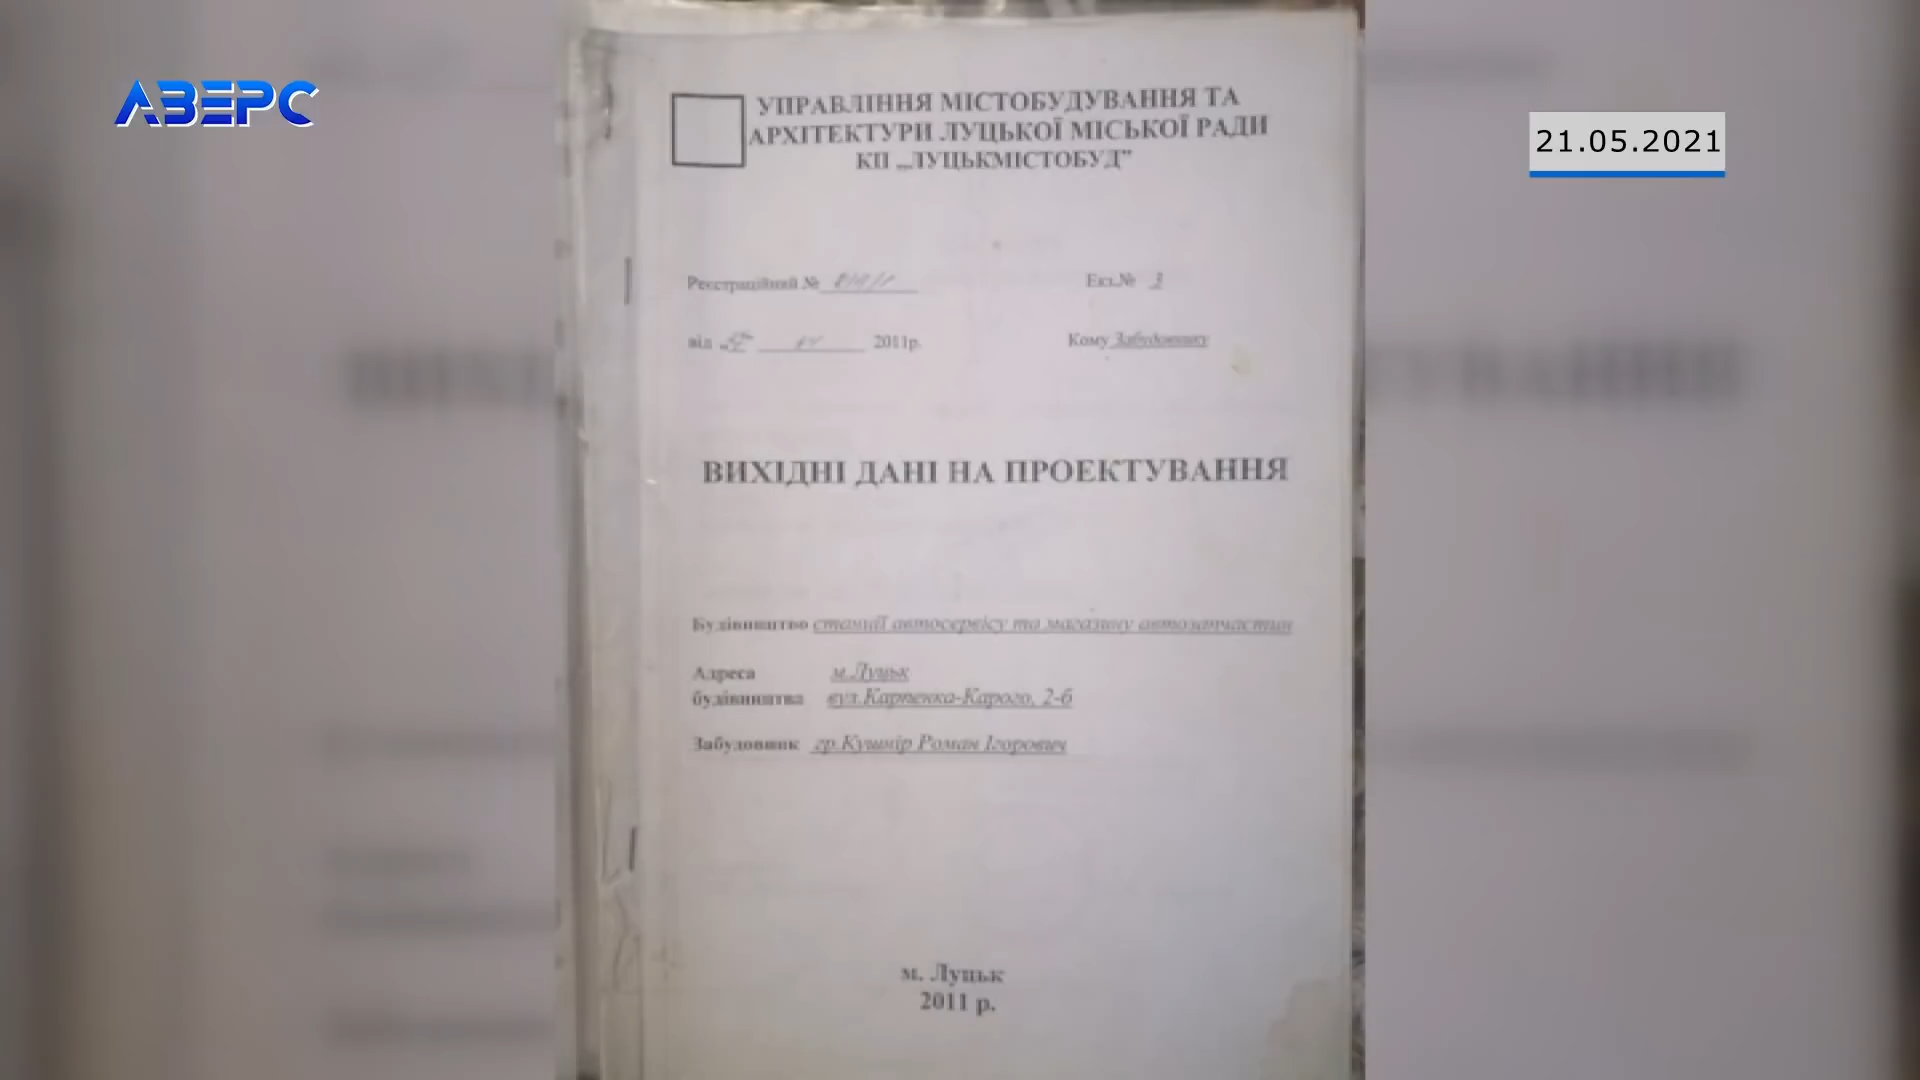 АВЕРС
21.05.2021
УПРАВЛІННЯ МІСТОБУДУВАННЯ ТА
АРХІТЕКТУРИ ЛУЦЬКОЇ МІСЬКОЇ РАДИ
КП „ЛУЦЬКМІСТОБУД”
Реєстраційний № Екз.№ 3
від 2011р. Кому Забудовнику
ВИХІДНІ ДАНІ НА ПРОЕКТУВАННЯ
Будівництво станції автосервісу та магазину автозапчастин
Адреса м.Луцьк
будівництва вул.Карпенка-Карого, 2-б
Забудовник гр.Кушнір Роман Ігорович
м. Луцьк
2011 р.